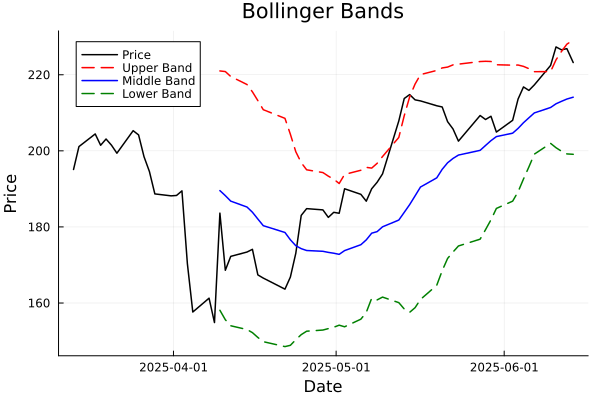 Bollinger Bands
Price
Upper Band
Middle Band
Lower Band
220
200
180
160
Price
2025-04-01
2025-05-01
2025-06-01
Date